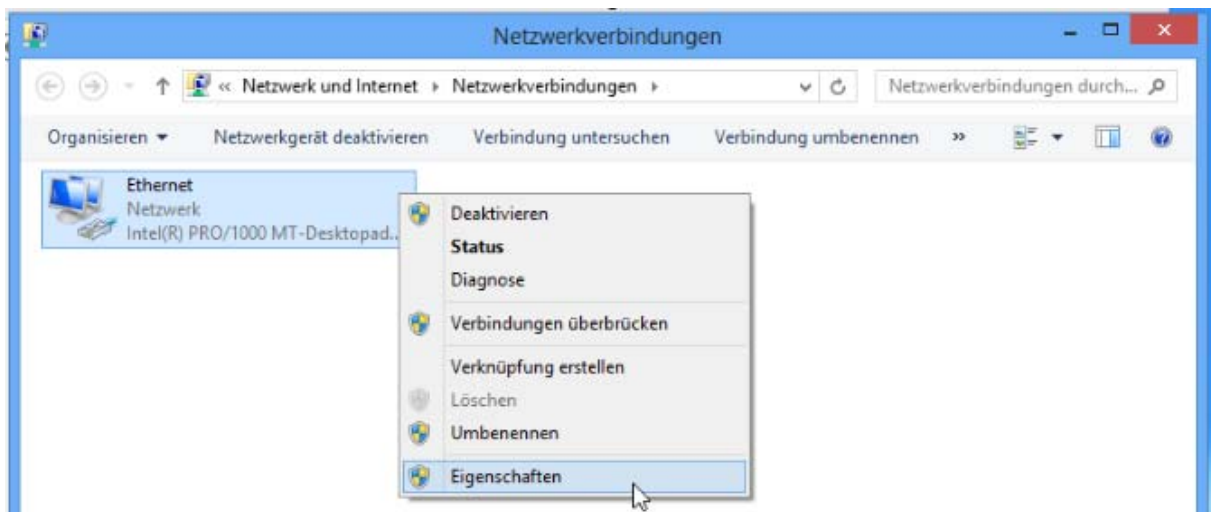 Netzwerkverbindungen
« Netzwerk und Internet Netzwerkverbindungen Netzwerkverbindungen durch...
Organisieren Netzwerkgerät deaktivieren Verbindung untersuchen Verbindung umbenennen »
Ethernet
Netzwerk
Intel(R) PRO/1000 MT-Desktopad...
Deaktivieren
Status
Diagnose
Verbindungen überbrücken
Verknüpfung erstellen
Löschen
Umbenennen
Eigenschaften